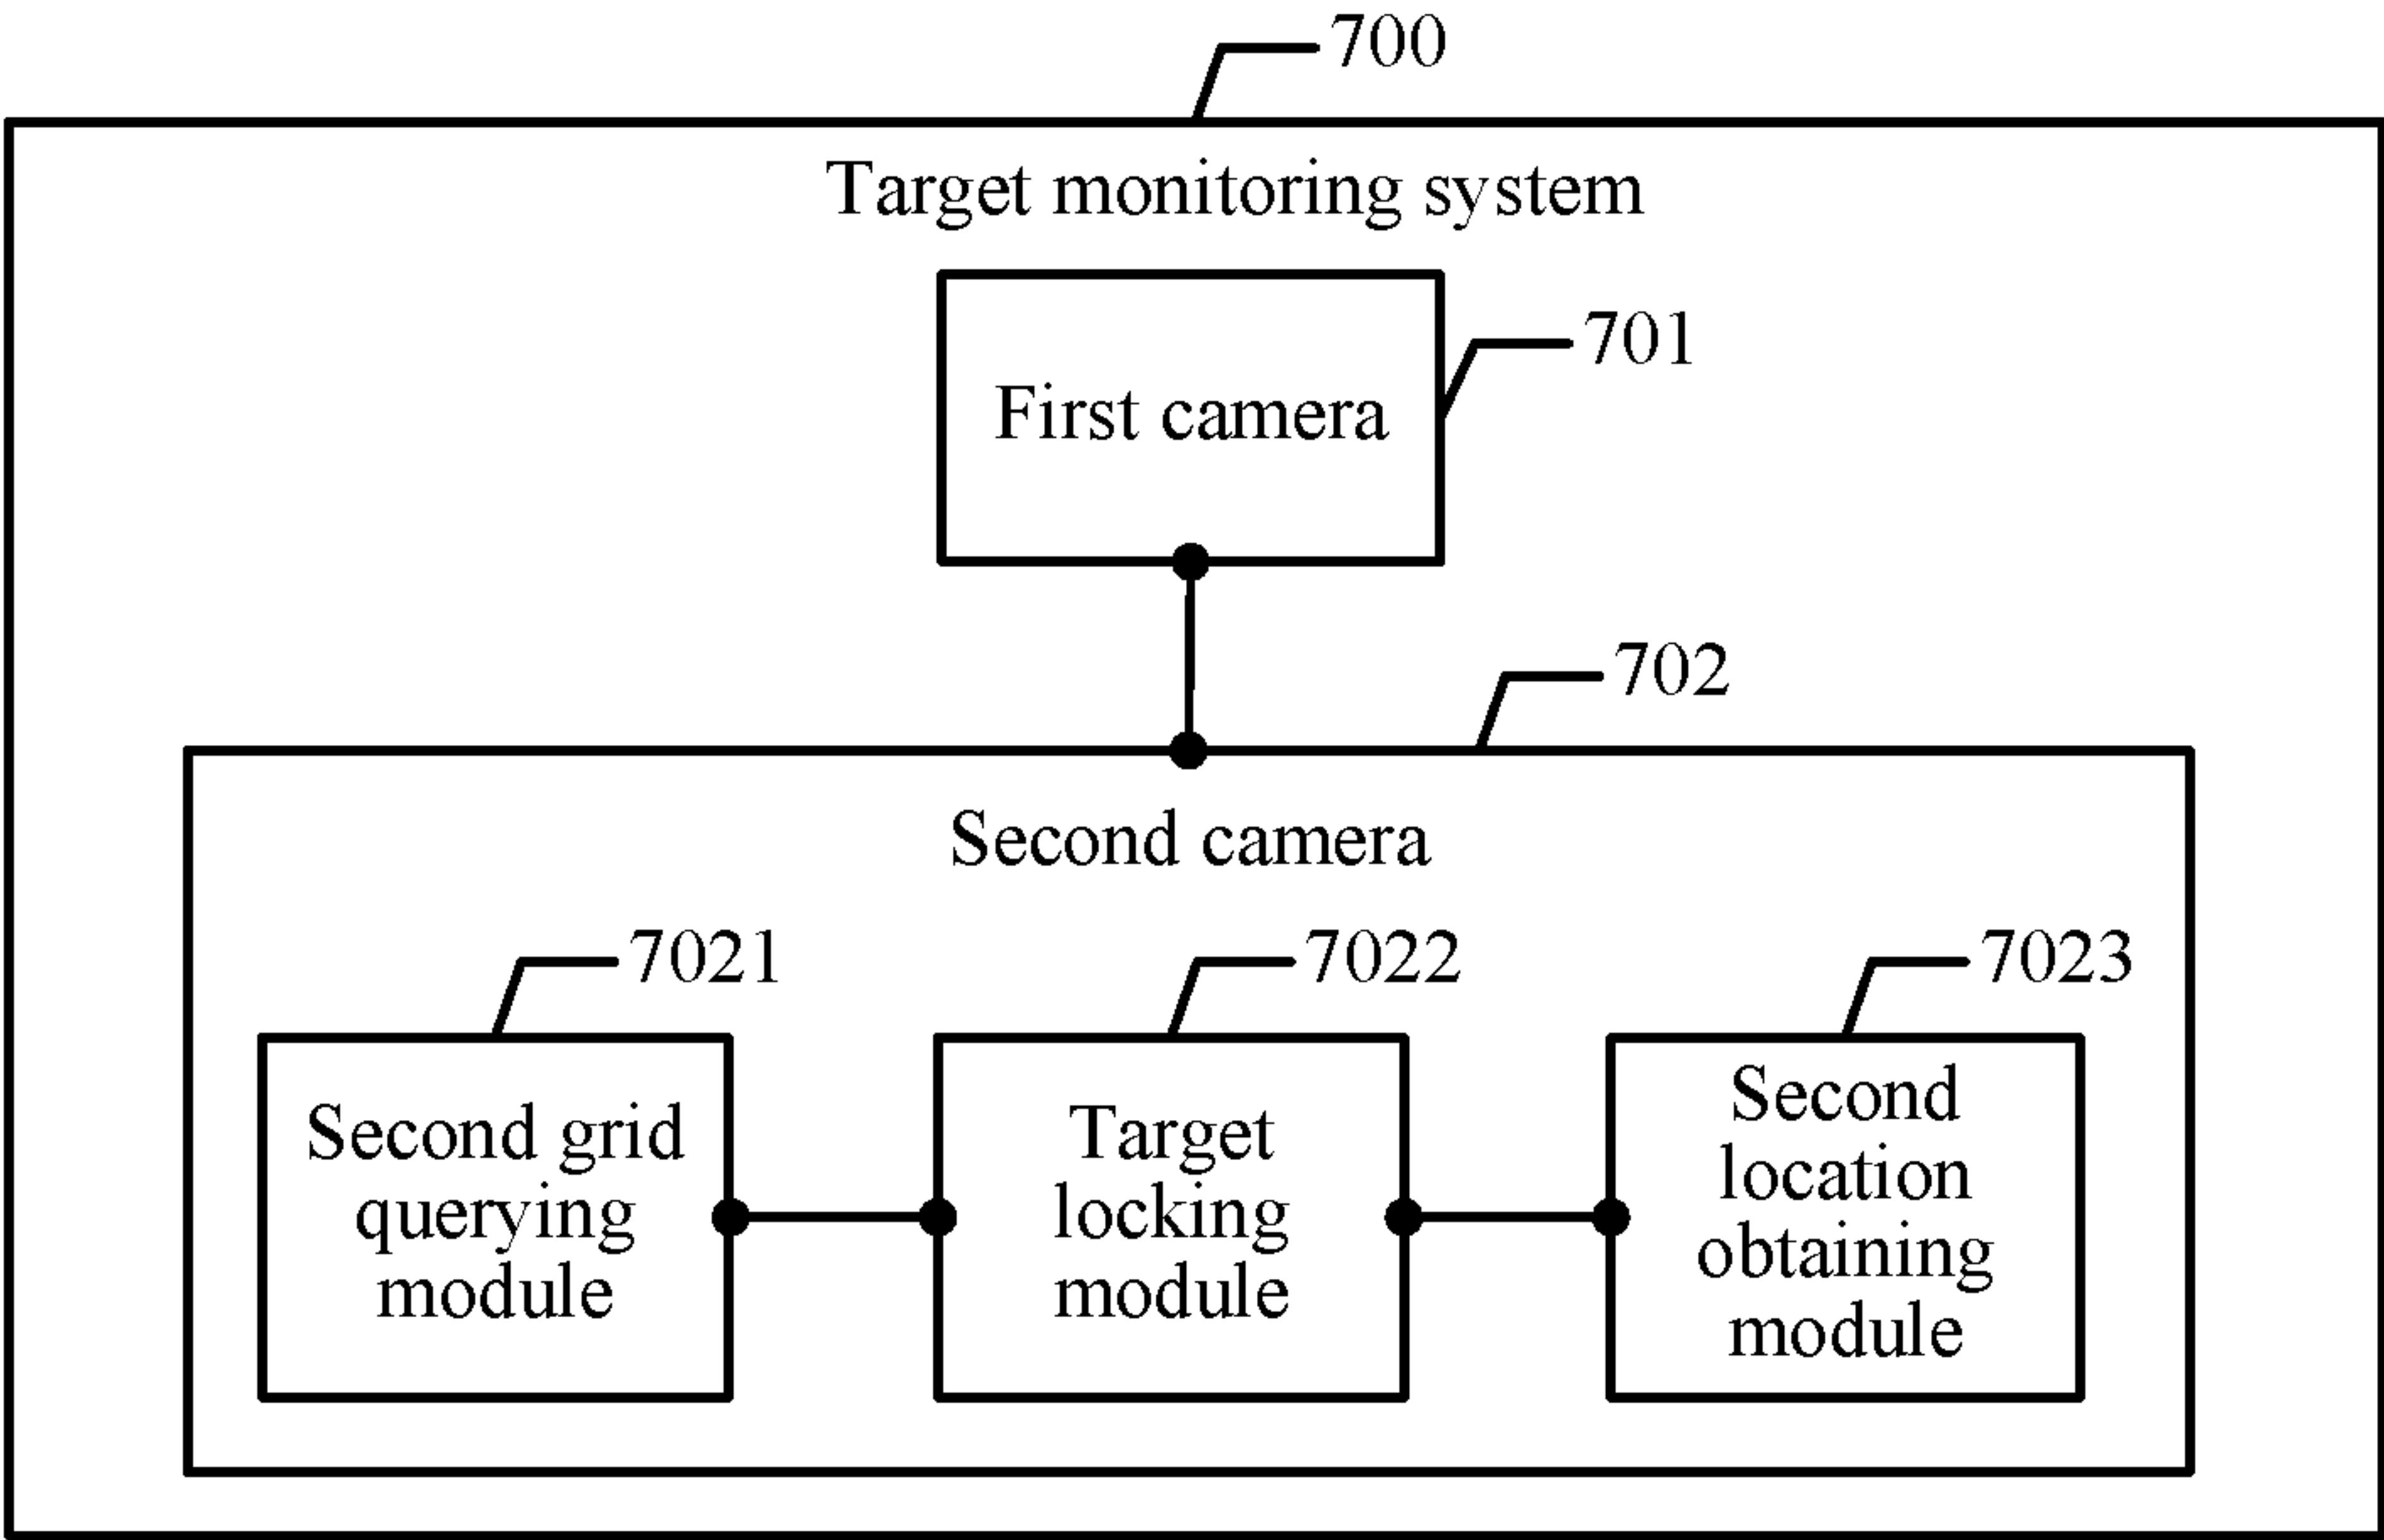 700
Target monitoring system
701
First camera
702
Second camera
7021
7022
7023
Second grid
querying
module
Target
locking
module
Second
location
obtaining
module